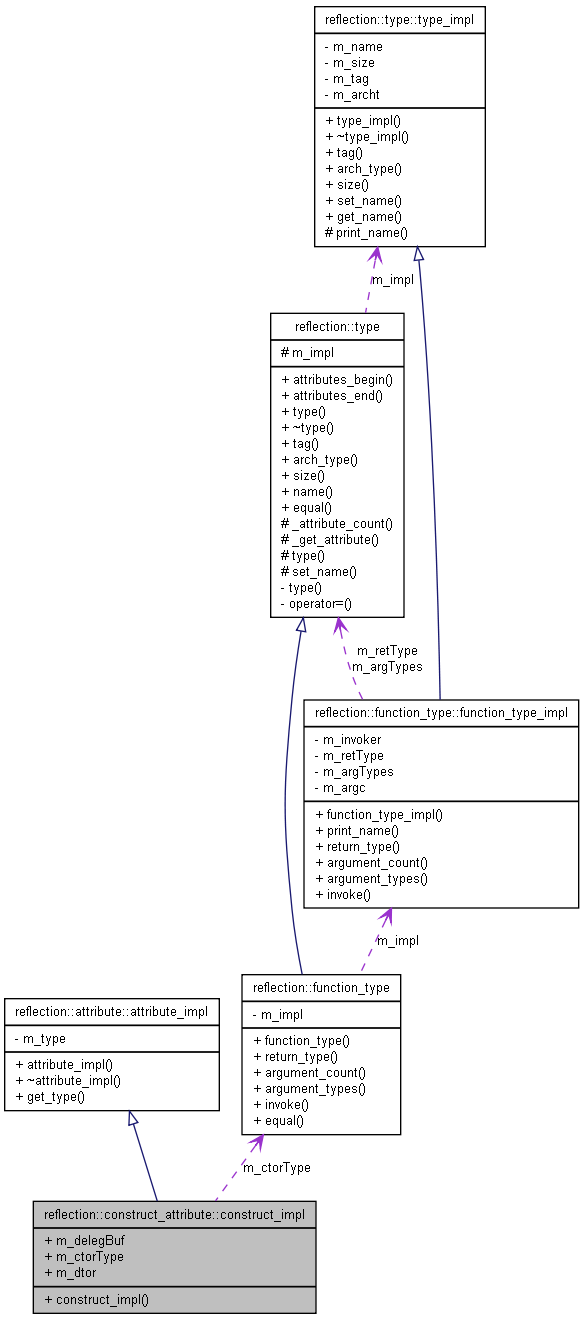 reflection::type::type_impl
- m_name
- m_size
- m_tag
- m_archt
+ type_impl()
+ ~type_impl()
+ tag()
+ arch_type()
+ size()
+ set_name()
+ get_name()
# print_name()
m_impl
reflection::type
# m_impl
+ attributes_begin()
+ attributes_end()
+ type()
+ ~type()
+ tag()
+ arch_type()
+ size()
+ name()
+ equal()
# _attribute_count()
# _get_attribute()
# type()
# set_name()
- type()
- operator=()
m_retType
m_argTypes
reflection::function_type::function_type_impl
- m_invoker
- m_retType
- m_argTypes
- m_argc
+ function_type_impl()
+ print_name()
+ return_type()
+ argument_count()
+ argument_types()
+ invoke()
m_impl
reflection::function_type
- m_impl
+ function_type()
+ return_type()
+ argument_count()
+ argument_types()
+ invoke()
+ equal()
reflection::attribute::attribute_impl
- m_type
+ attribute_impl()
+ ~attribute_impl()
+ get_type()
m_ctorType
reflection::construct_attribute::construct_impl
+ m_delegBuf
+ m_ctorType
+ m_dtor
+ construct_impl()